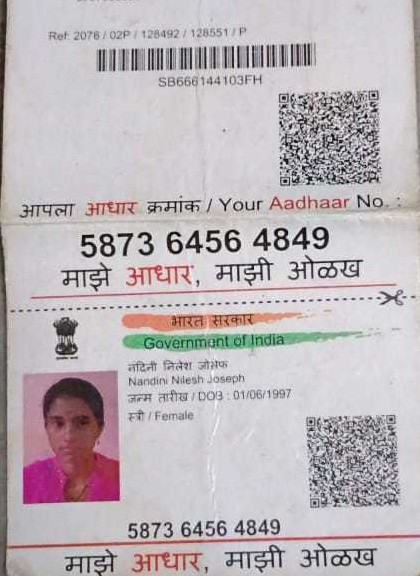 Ref: 2076 / 02P / 128492 / 128551 / P
SB666144103FH
आपला आधार क्रमांक / Your Aadhaar No. :
5873 6456 4849
माझे आधार, माझी ओळख
भारत सरकार
Government of India
नंदिनी निलेश जोसेफ
Nandini Nilesh Joseph
जन्म तारीख / DOB : 01/06/1997
स्त्री / Female
5873 6456 4849
माझे आधार, माझी ओळख